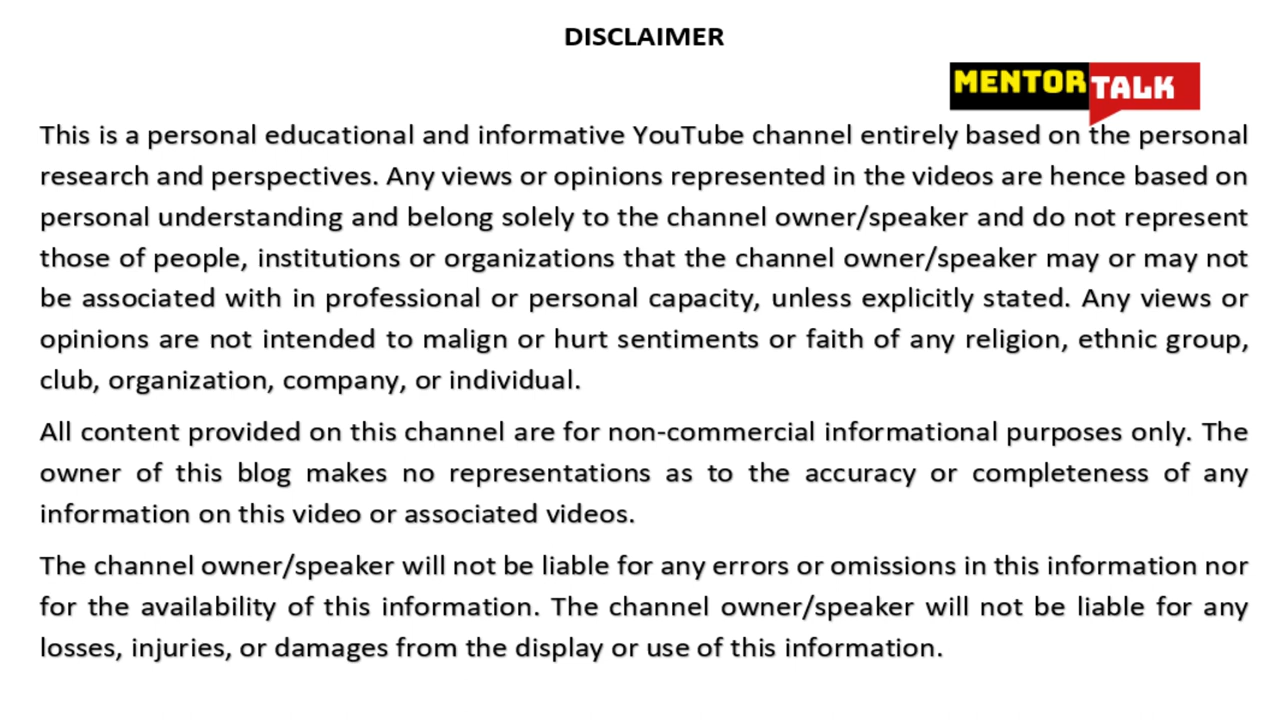 DISCLAIMER
MENTOR TALK
This is a personal educational and informative YouTube channel entirely based on the personal
research and perspectives. Any views or opinions represented in the videos are hence based on
personal understanding and belong solely to the channel owner/speaker and do not represent
those of people, institutions or organizations that the channel owner/speaker may or may not
be associated with in professional or personal capacity, unless explicitly stated. Any views or
opinions are not intended to malign or hurt sentiments or faith of any religion, ethnic group,
club, organization, company, or individual.
All content provided on this channel are for non-commercial informational purposes only. The
owner of this blog makes no representations as to the accuracy or completeness of any
information on this video or associated videos.
The channel owner/speaker will not be liable for any errors or omissions in this information nor
for the availability of this information. The channel owner/speaker will not be liable for any
losses, injuries, or damages from the display or use of this information.